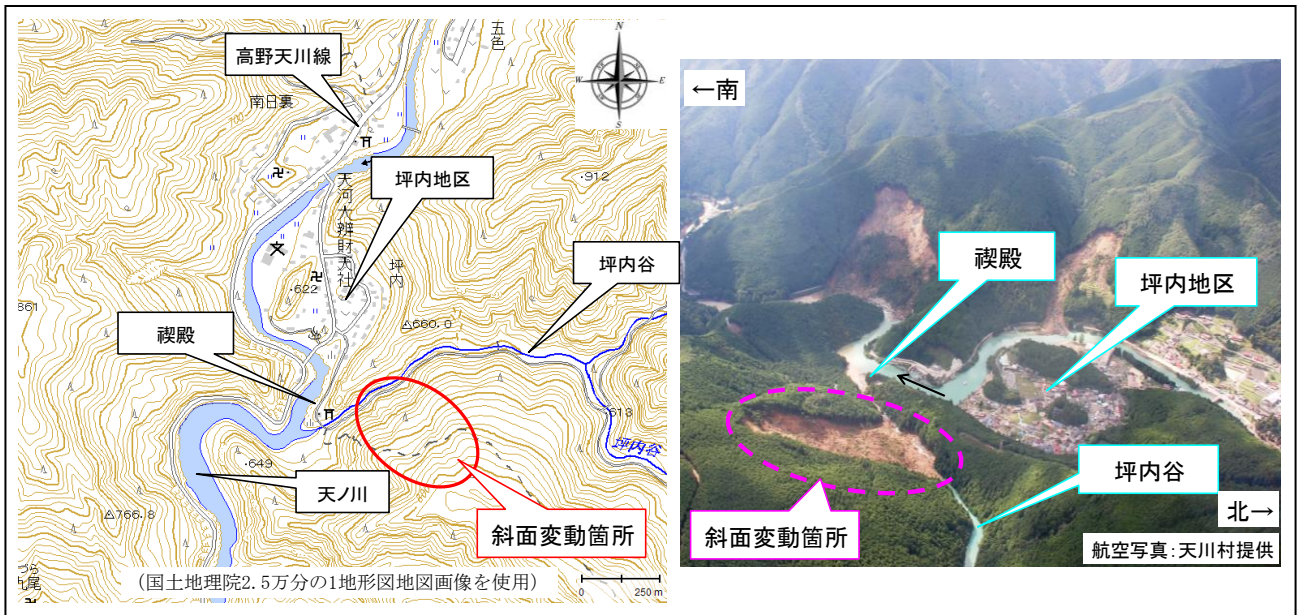 N
W
E
S
五色
高野天川線
南日裏
坪内地区
・912
天河大辨財天社
坪内谷
坪内
・622
861
△660.0
禊殿
613
坪内谷
・649
天ノ川
△766.8
斜面変動箇所
九尾
(国土地理院2.5万分の1地形図地図画像を使用)
0 250 m
←南
禊殿
坪内地区
坪内谷
斜面変動箇所
北→
航空写真:天川村提供